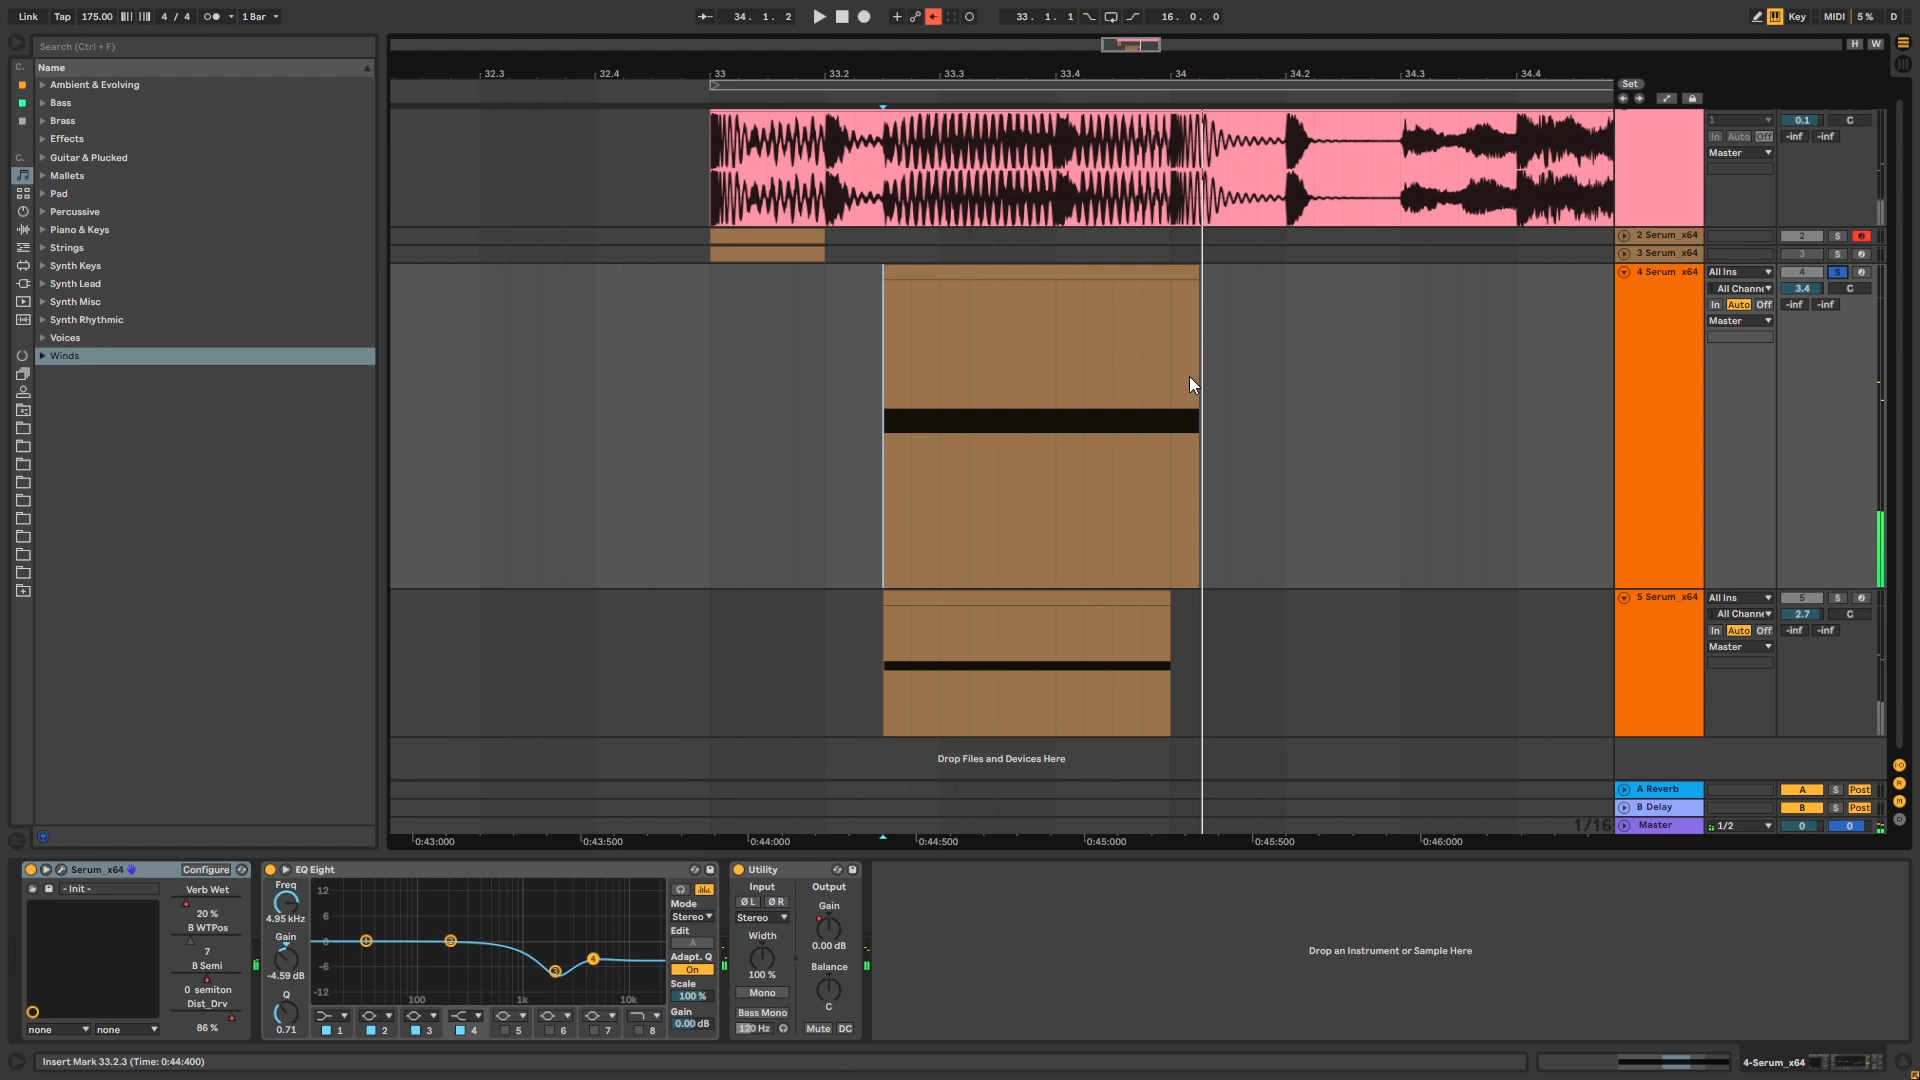 Link Tap 175.00 4 / 4 1 Bar 34. 1. 2 33. 1. 1 16. 0. 0 Key MIDI 5 % D
Search (Ctrl + F)
H W
C. Name
32.3 32.4 33 33.2 33.3 33.4 34 34.2 34.3 34.4
Set
Ambient & Evolving
Bass
Brass
Effects
C. Guitar & Plucked
Mallets
Pad
Percussive
Piano & Keys
Strings
Synth Keys
Synth Lead
Synth Misc
Synth Rhythmic
Voices
Winds
1 0.1 C
In Auto Off -inf -inf
Master
2 Serum_x64 2 S
3 Serum_x64 3 S
4 Serum x64 All Ins 4 S
All Channe 3.4 C
In Auto Off -inf -inf
Master
5 Serum_x64 All Ins 5 S
All Channe 2.7 C
In Auto Off -inf -inf
Master
Drop Files and Devices Here
A Reverb A S Post
B Delay B S Post
1/16 Master 1/2 0 0
R
M
D
0:43:000 0:43:500 0:44:000 0:44:500 0:45:000 0:45:500 0:46:000
Serum_x64 Configure
- Init -
Verb Wet
20 %
B WTPos
7
B Semi
0 semiton
Dist_Drv
86 %
none none
EQ Eight
Freq
4.95 kHz
Gain
-4.59 dB
Q
0.71
12
6
0
-6
-12
100 1k 10k
1 2 3 4
1 2 3 4 5 6 7 8
Mode
Stereo
Edit
A
Adapt. Q
On
Scale
100 %
Gain
0.00 dB
Utility
Input Output
Ø L Ø R
Stereo
Width
100 %
Mono
Bass Mono
120 Hz
Gain
0.00 dB
Balance
C
Mute DC
Drop an Instrument or Sample Here
Insert Mark 33.2.3 (Time: 0:44:400)
4-Serum_x64